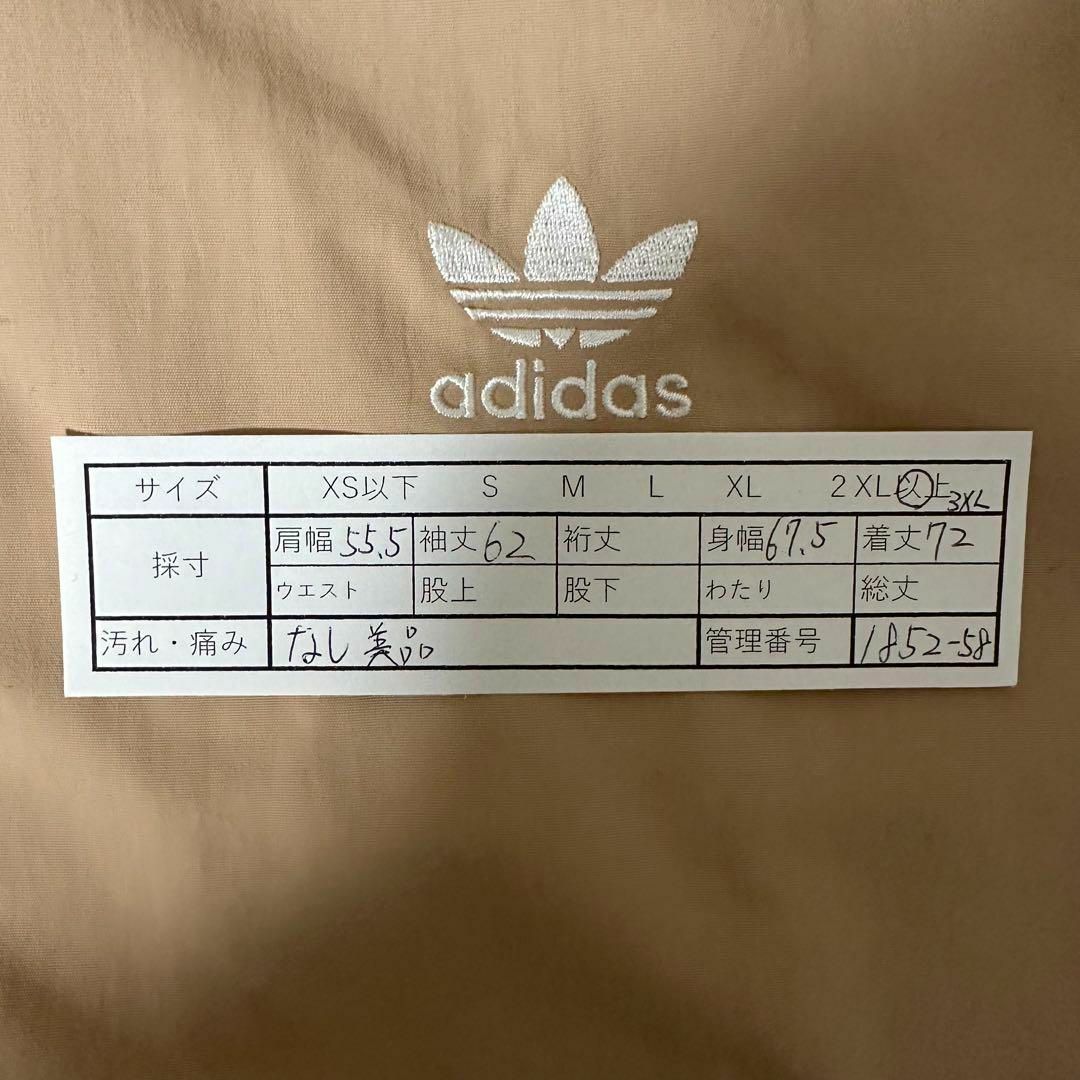 adidas
サイズ XS以下 S M L XL 2XL以上 3XL
採寸 肩幅 55.5 袖丈 62 裄丈 身幅 67.5 着丈 72
ウエスト 股上 股下 わたり 総丈
汚れ・痛み なし 美品 管理番号 1852-58